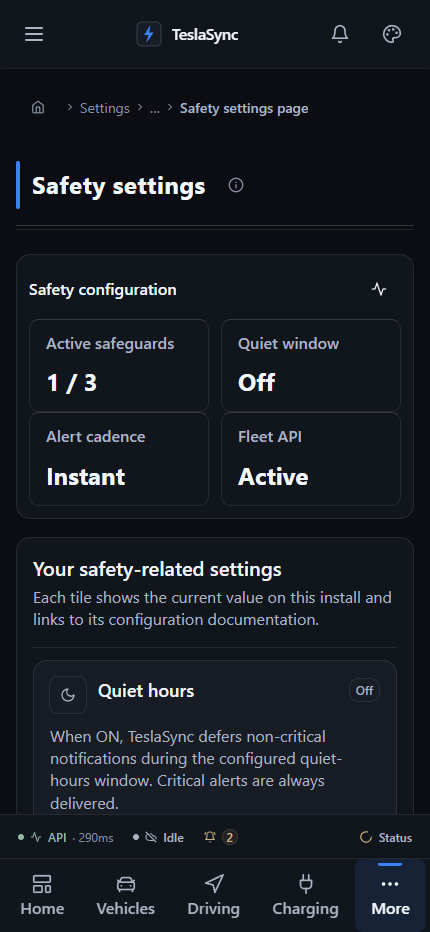 TeslaSync
Settings › ... › Safety settings page
Safety settings
Safety configuration
Active safeguards
1 / 3
Quiet window
Off
Alert cadence
Instant
Fleet API
Active
Your safety-related settings
Each tile shows the current value on this install and
links to its configuration documentation.
Quiet hours
Off
When ON, TeslaSync defers non-critical
notifications during the configured quiet-
hours window. Critical alerts are always
delivered.
API · 290ms
Idle
2
Status
Home
Vehicles
Driving
Charging
More